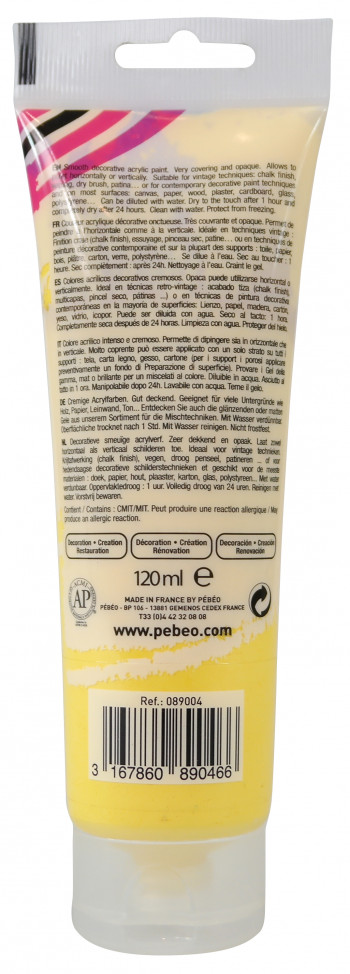 EN Smooth decorative acrylic paint. Very covering and opaque. Allows to
horizontally or vertically. Suitable for vintage techniques: chalk finish,
dry brush, patina... or for contemporary decorative paint techniques
most surfaces: canvas, paper, wood, plaster, cardboard, glass,
polystyrene... Can be diluted with water. Dry to the touch after 1 hour and
completely dry after 24 hours. Clean with water. Protect from freezing.
FR Couleur acrylique décorative onctueuse. Très couvrante et opaque. Permet de
peindre à l'horizontale comme à la verticale. Idéale en techniques vintage :
Finition craie (chalk finish), essuyage, pinceau sec, patine... ou en techniques de
peinture décorative contemporaine et sur la plupart des supports : toile, papier,
bois, plâtre, carton, verre, polystyrène... Se dilue à l'eau. Sec au toucher : 1
heure. Sec complètement : après 24h. Nettoyage à l'eau. Craint le gel.
ES Colores acrílicos decorativos cremosos. Opaco puede utilizarse horizontal o
verticalmente. Ideal en técnicas retro-vintage : acabado tiza (chalk finish),
multicapas, pincel seco, pátinas ...) o en técnicas de pintura decorativa
contemporáneas en la mayoría de superficies: Lienzo, papel, madera, cartón,
yeso, vidrio, icopor. Puede ser diluida con agua. Seco al tacto: 1 hora.
Completamente seca después de 24 horas. Limpieza con agua. Proteger del hielo.
IT Colore acrilico intenso e cremoso. Permette di dipingere sia in orizzontale che
in verticale. Molto coprente può essere applicato con un solo strato su tutti i
supporti : tela, carta legno, gesso, cartone (per i supporti i porosi applicare
preventivamente un fondo di Preparazione di superficie). Provare i Gel della
gamma, mat o brillante per un miscelati al colore. Diluible in acqua. Asciutto al
tatto in 1 ora. Manipolabile dopo 24h. Lavabile con acqua. Teme il gelo.
DE Cremige Acrylfarben, Gut deckend. Geeignet für viele Untergründe wie
Holz, Papier, Leinwand, Ton...Entdecken Sie auch die glänzenden oder matten
Gele aus unserem Sortiment für die Mischtechniken. Mit Wasser verdünnbar.
Oberfläche trocknet nach 1 Std. Mit Wasser reinigen. Nicht frostfest.
NL Decoratieve smeuïge acrylverf. Zeer dekkend en opaak. Laat zowel
horizontaal als verticaal schilderen toe. Ideaal voor vintage technieken:
Krijtafwerking (chalk finish), vegen, droog penseel, patineren ... of voor
hedendaagse decoratieve schilderstechnieken et geschikt voor de meeste
materialen : doek, papier, hout, plaaster, karton, glas, polystyreen... Met water
verdunbaar. Oppervlaktedroog : 1 uur. Volledig droog van 24 uren. Reinigen met
water. Vorstvrij bewaren.
Contient / Contains : CMIT/MIT. Peut produire une réaction allergique / May
produce an allergic reaction.
Decoration • Creation
Restauration
Décoration • Création
Rénovation
Decoración • Creación
Renovación
120 ml e
AP
MADE IN FRANCE BY PÉBÉO
PÉBÉO - BP 106 - 13881 GEMENOS CEDEX FRANCE
T33 (0)4 42 32 08 08
www.pebeo.com
Ref.: 089004
3 167860 890466